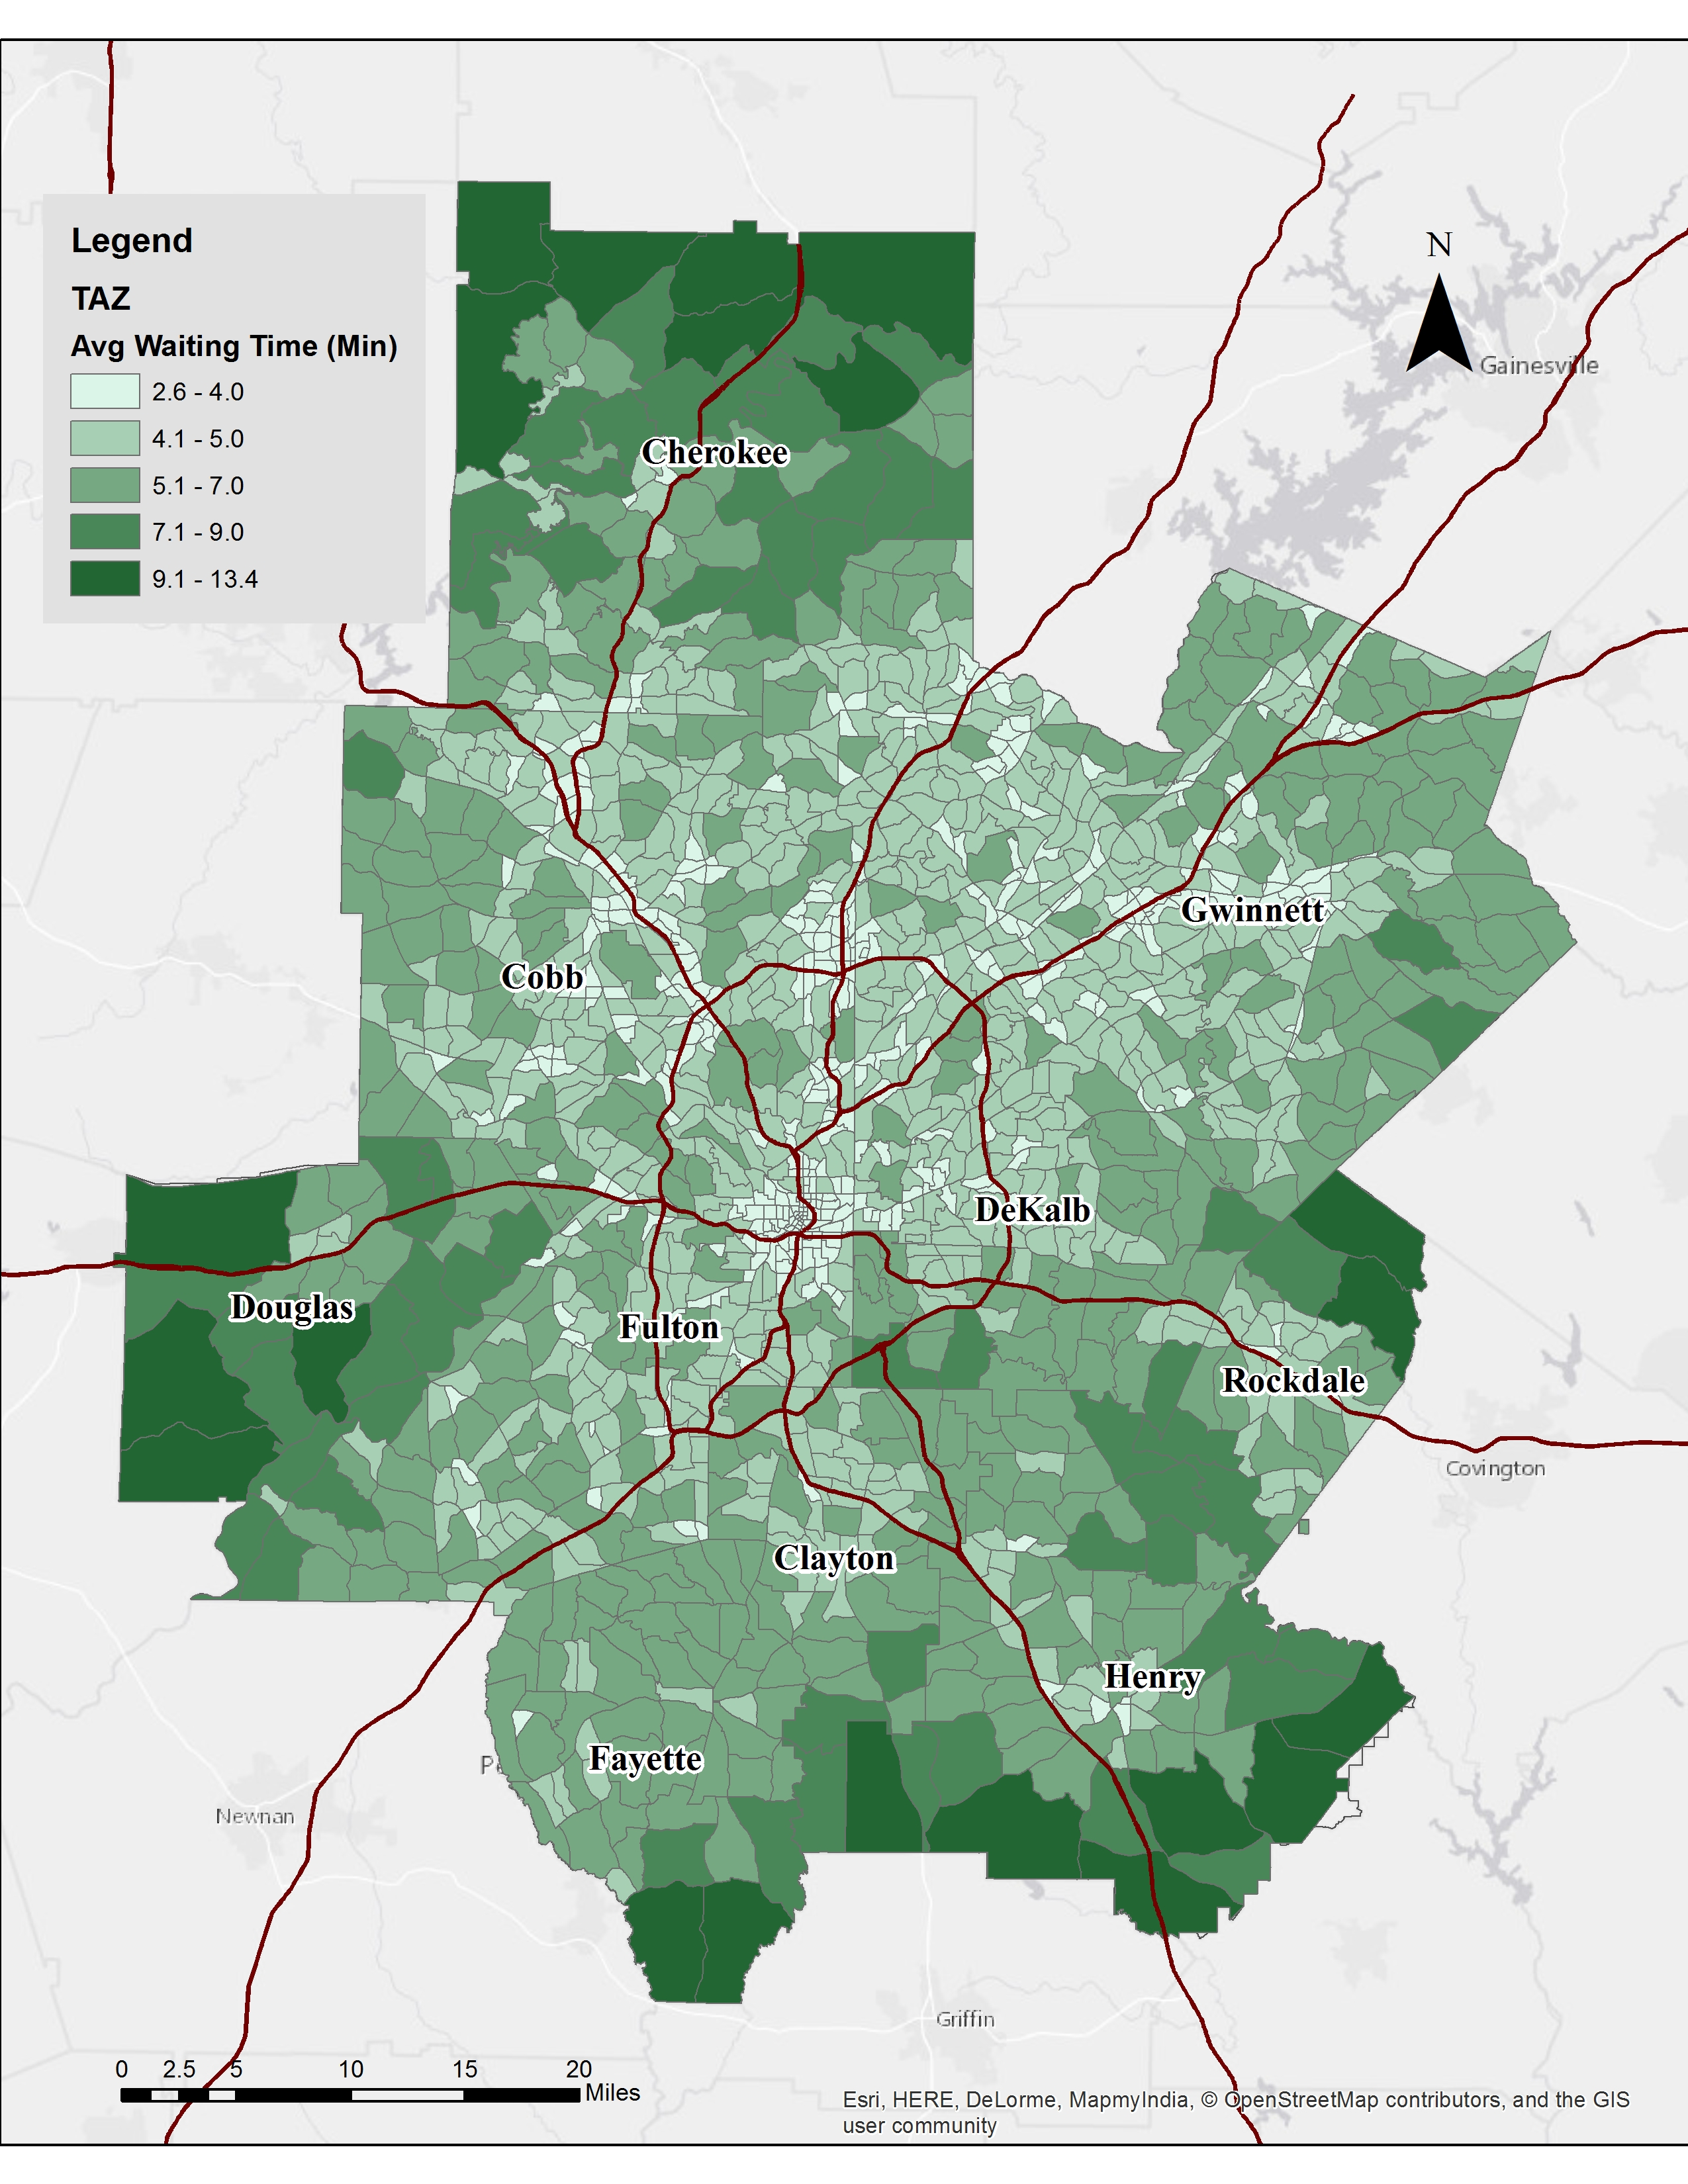 N
Gainesville
Legend
TAZ
Avg Waiting Time (Min)
2.6 - 4.0
4.1 - 5.0
5.1 - 7.0
7.1 - 9.0
9.1 - 13.4
Cherokee
Gwinnett
Cobb
DeKalb
Douglas
Fulton
Rockdale
Covington
Clayton
Henry
Fayette
Newnan
Griffin
0 2.5 5 10 15 20
Miles
Esri, HERE, DeLorme, MapmyIndia, © OpenStreetMap contributors, and the GIS
user community